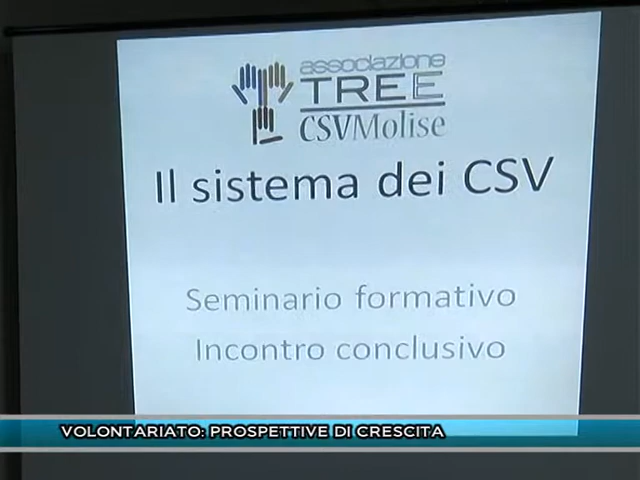 associazione
TREE
CSVMolise
Il sistema dei CSV
Seminario formativo
Incontro conclusivo
VOLONTARIATO: PROSPETTIVE DI CRESCITA